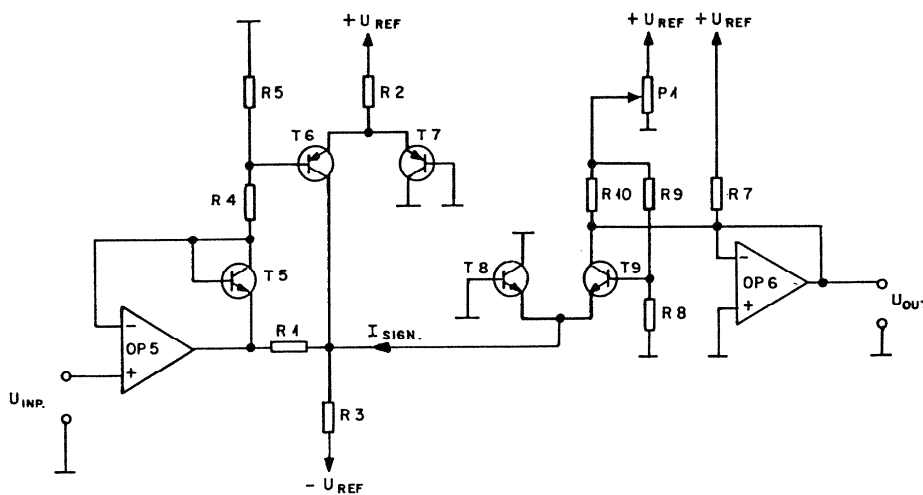 + U REF
+ U REF
+ U REF
R5
R2
P1
T6
T7
R4
R10
R9
R7
T5
T8
T9
-
OP6
+
U OUT
R8
-
OP5
+
R1
I SIGN.
U INP.
R3
- U REF